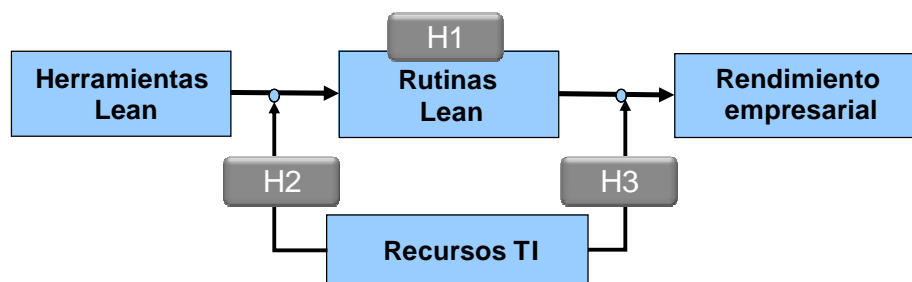 H1
Herramientas
Lean
Rutinas
Lean
Rendimiento
empresarial
H2
H3
Recursos TI